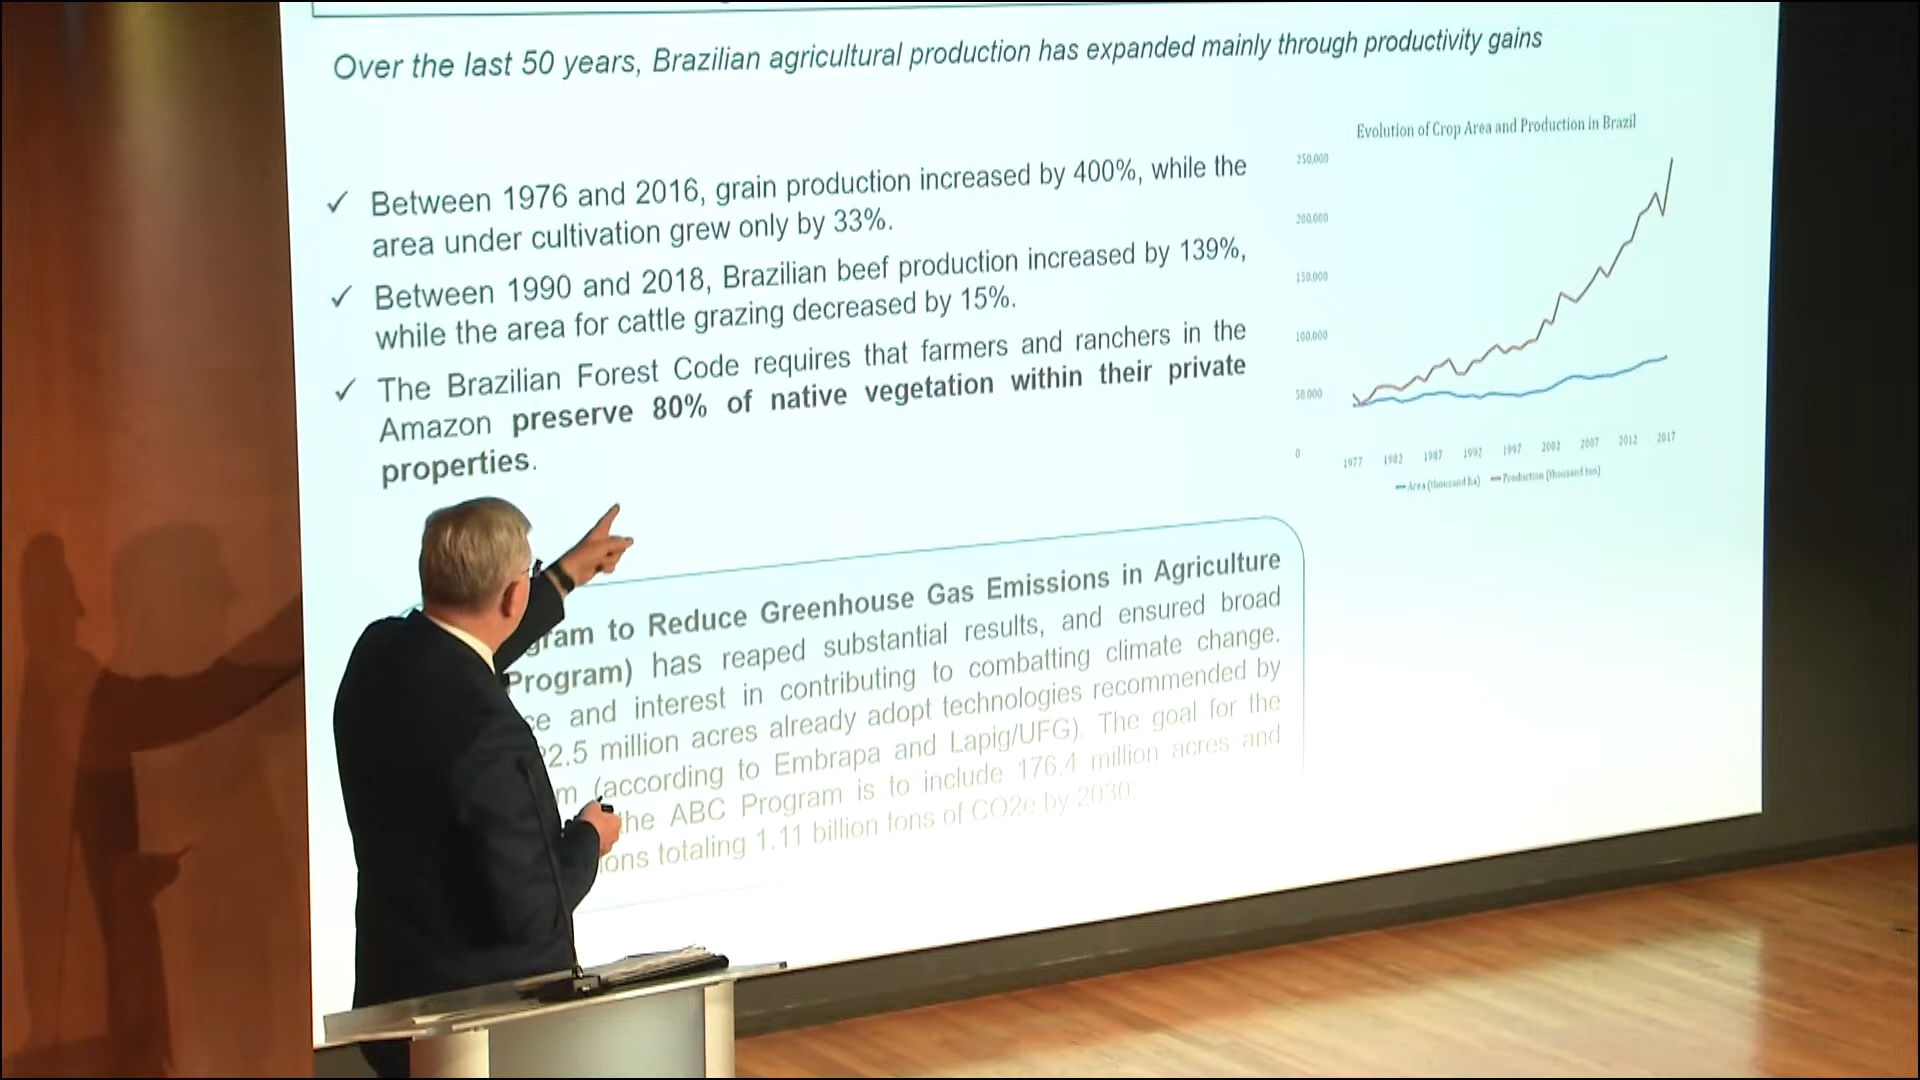 Over the last 50 years, Brazilian agricultural production has expanded mainly through productivity gains
✓ Between 1976 and 2016, grain production increased by 400%, while the
area under cultivation grew only by 33%.
✓ Between 1990 and 2018, Brazilian beef production increased by 139%,
while the area for cattle grazing decreased by 15%.
✓ The Brazilian Forest Code requires that farmers and ranchers in the
Amazon preserve 80% of native vegetation within their private
properties.
Evolution of Crop Area and Production in Brazil
250,000
200,000
150,000
100,000
50,000
0
1977 1982 1987 1992 1997 2002 2007 2012 2017
Area (thousand ha) Production (thousand ton)
to Reduce Greenhouse Gas Emissions in Agriculture
Program) has reaped substantial results, and ensured broad
and interest in contributing to combatting climate change.
million acres already adopt technologies recommended by
(according to Embrapa and Lapig/UFG). The goal for the
the ABC Program is to include 176.4 million acres and
totaling 1.11 billion tons of CO2e by 2030.